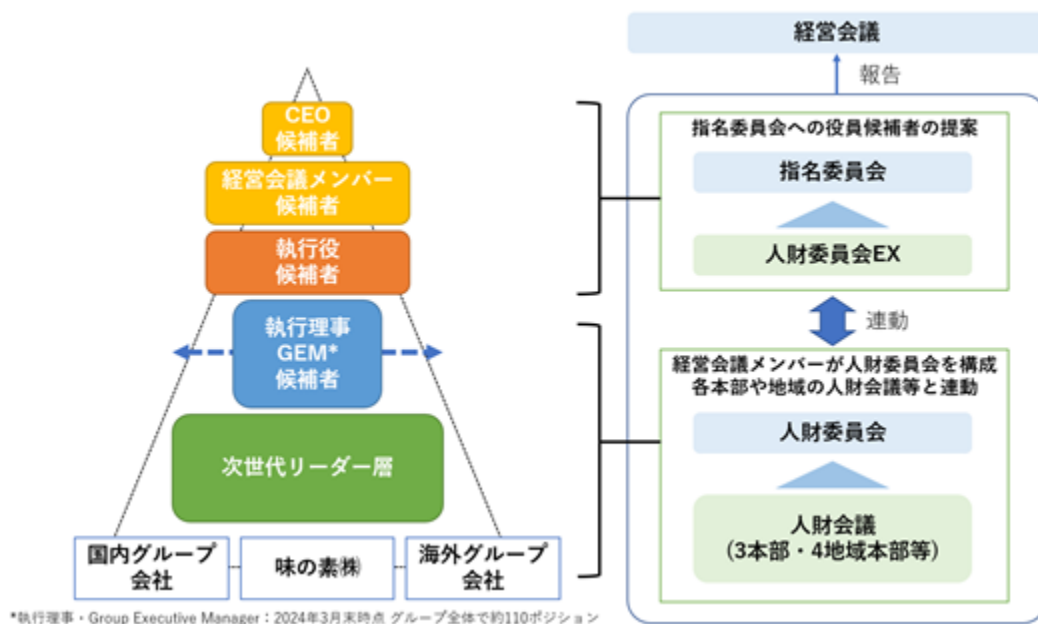 CEO
候補者
経営会議メンバー
候補者
執行役
候補者
執行理事
GEM*
候補者
次世代リーダー層
国内グループ
会社
味の素㈱
海外グループ
会社
経営会議
報告
指名委員会への役員候補者の提案
指名委員会
人財委員会EX
連動
経営会議メンバーが人財委員会を構成
各本部や地域の人財会議等と連動
人財委員会
人財会議
(3本部・4地域本部等)
*執行理事・Group Executive Manager：2024年3月末時点 グループ全体で約110ポジション